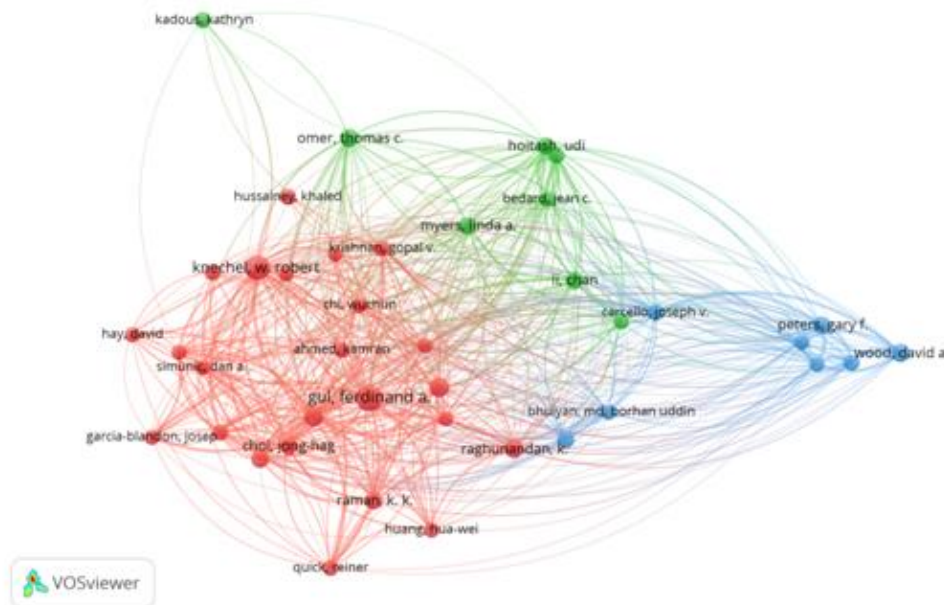 kadous, kathryn
omer, thomas c.
hoitash, udi
hussainey, khaled
bedard, jean c.
myers, linda a.
krishnan, gopal v.
knechel, w. robert
li, chan
chi, wuchun
carcello, joseph v.
hay, david
peters, gary f.
ahmed, kamran
wood, david a
simunic, dan a.
gul, ferdinand a.
bhuiyan, md, borhan uddin
garcia-blandon, josep
choi, jong-hag
raghunandan, k.
raman, k. k.
huang, hua-wei
quick, reiner
VOSviewer